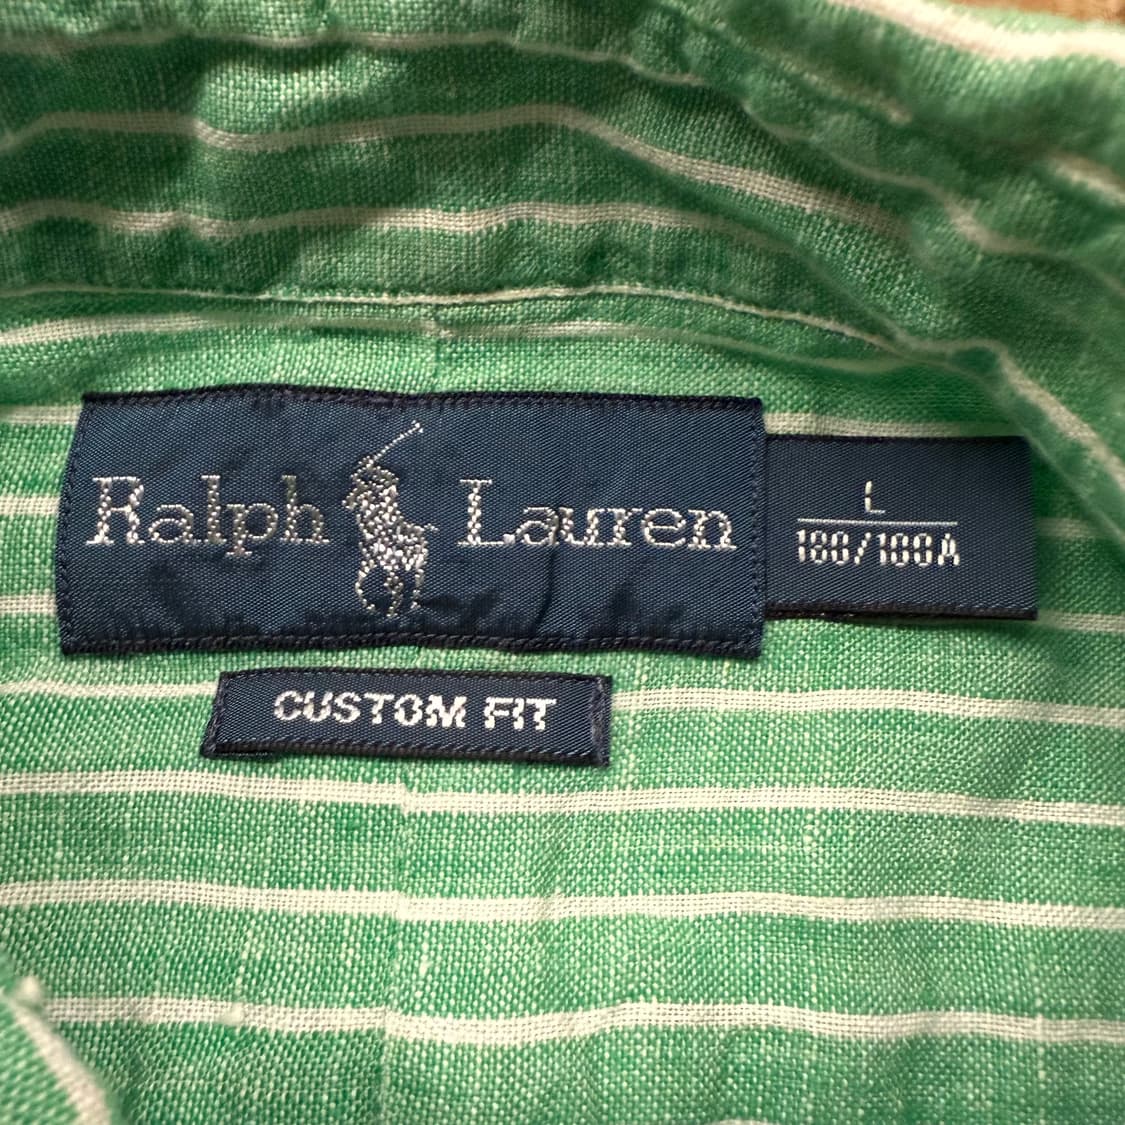 Ralph Lauren
L
180/100A
CUSTOM FIT